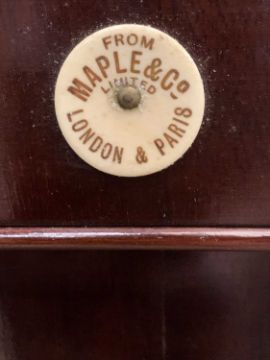 FROM
MAPLE & Cº
LIMITED
LONDON & PARIS